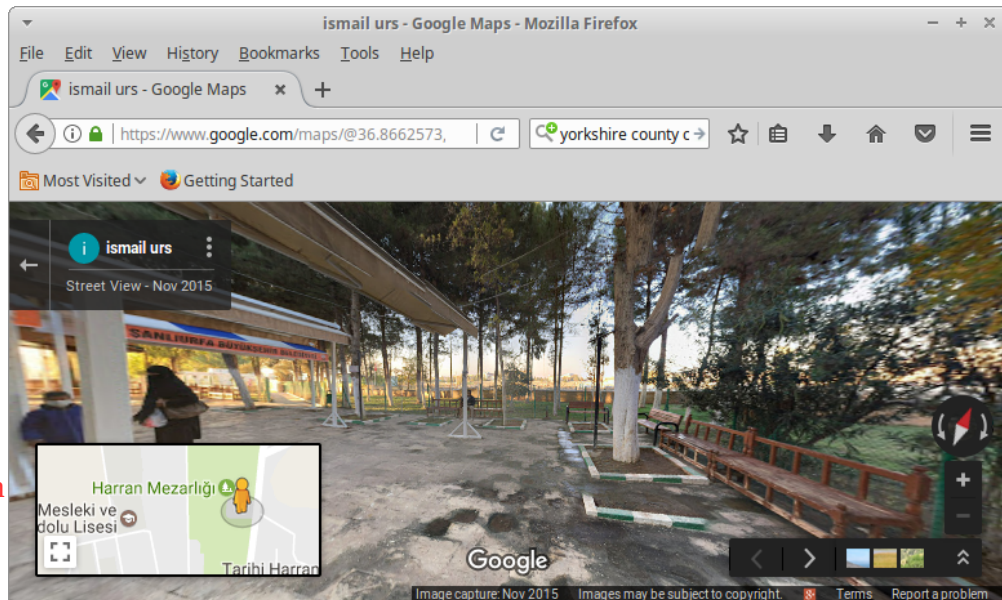 ismail urs - Google Maps - Mozilla Firefox
File Edit View History Bookmarks Tools Help
ismail urs - Google Maps
https://www.google.com/maps/@36.8662573,
yorkshire county c
Most Visited
Getting Started
ismail urs
Street View - Nov 2015
ŞANLIURFA BÜYÜKŞEHİR BELEDİYESİ
Harran Mezarlığı
Mesleki ve
dolu Lisesi
Tarihi Harran
Google
Image capture: Nov 2015 Images may be subject to copyright. Terms Report a problem